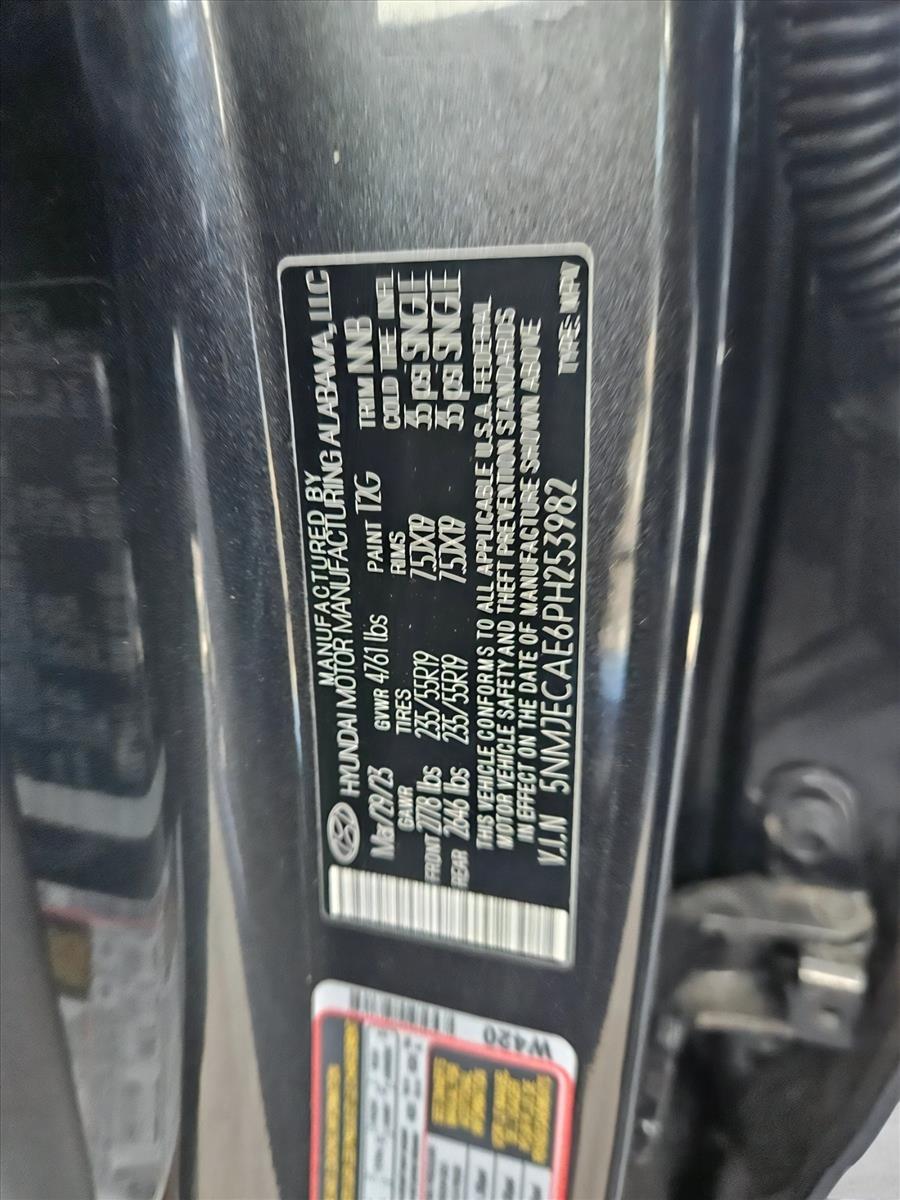 MANUFACTURED BY
HYUNDAI MOTOR MANUFACTURING ALABAMA, LLC
Mar/29/23 GVWR 4761 lbs PAINT T2G TRIM NNB
GAWR TIRES RIMS COLD TIRE INFL
FRONT 2778 lbs 235/55R19 7.5JX19 35 psi SINGLE
REAR 2646 lbs 235/55R19 7.5JX19 35 psi SINGLE
THIS VEHICLE CONFORMS TO ALL APPLICABLE U.S.A. FEDERAL
MOTOR VEHICLE SAFETY AND THEFT PREVENTION STANDARDS
IN EFFECT ON THE DATE OF MANUFACTURE SHOWN ABOVE
V.I.N 5NMJECAE6PH253982 TYPE: MPV
W420